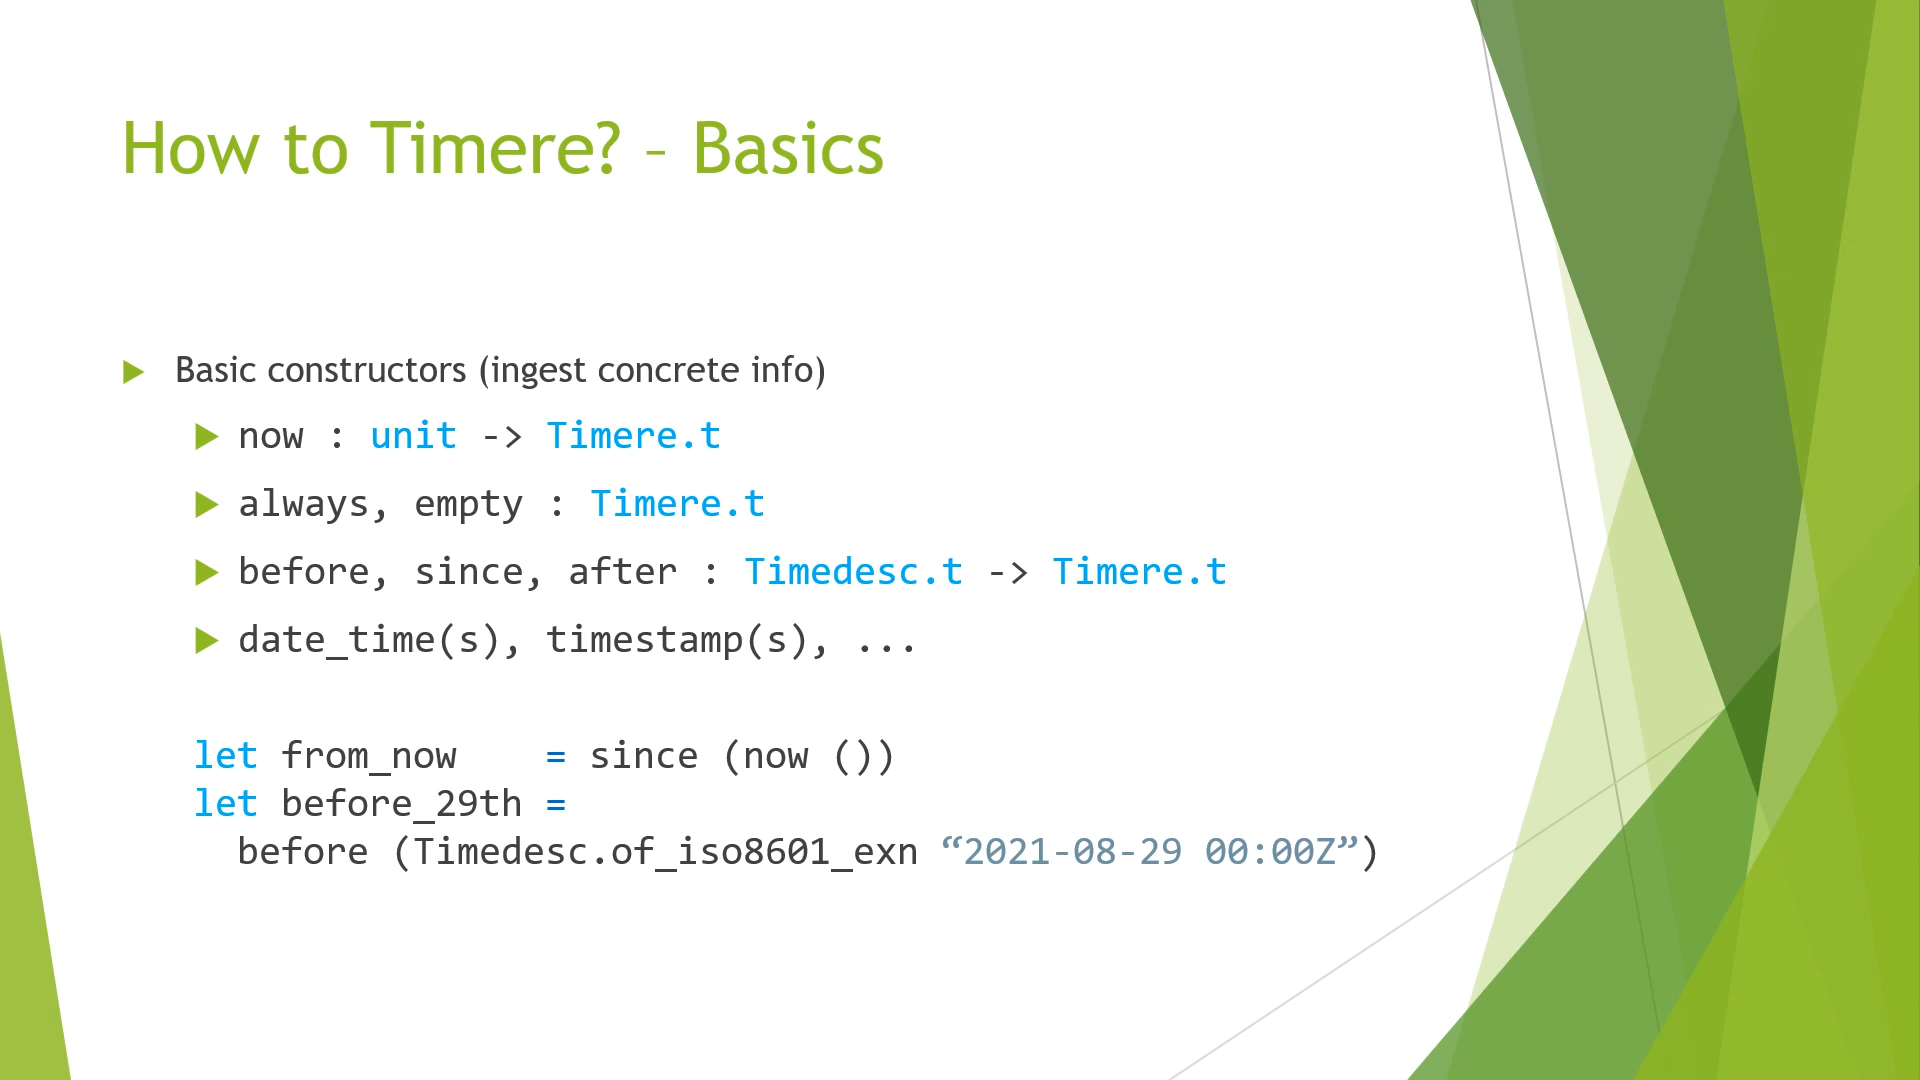 How to Timere? – Basics
Basic constructors (ingest concrete info)
now : unit -> Timere.t
always, empty : Timere.t
before, since, after : Timedesc.t -> Timere.t
date_time(s), timestamp(s), ...
let from_now    = since (now ())
let before_29th =
  before (Timedesc.of_iso8601_exn “2021-08-29 00:00Z”)